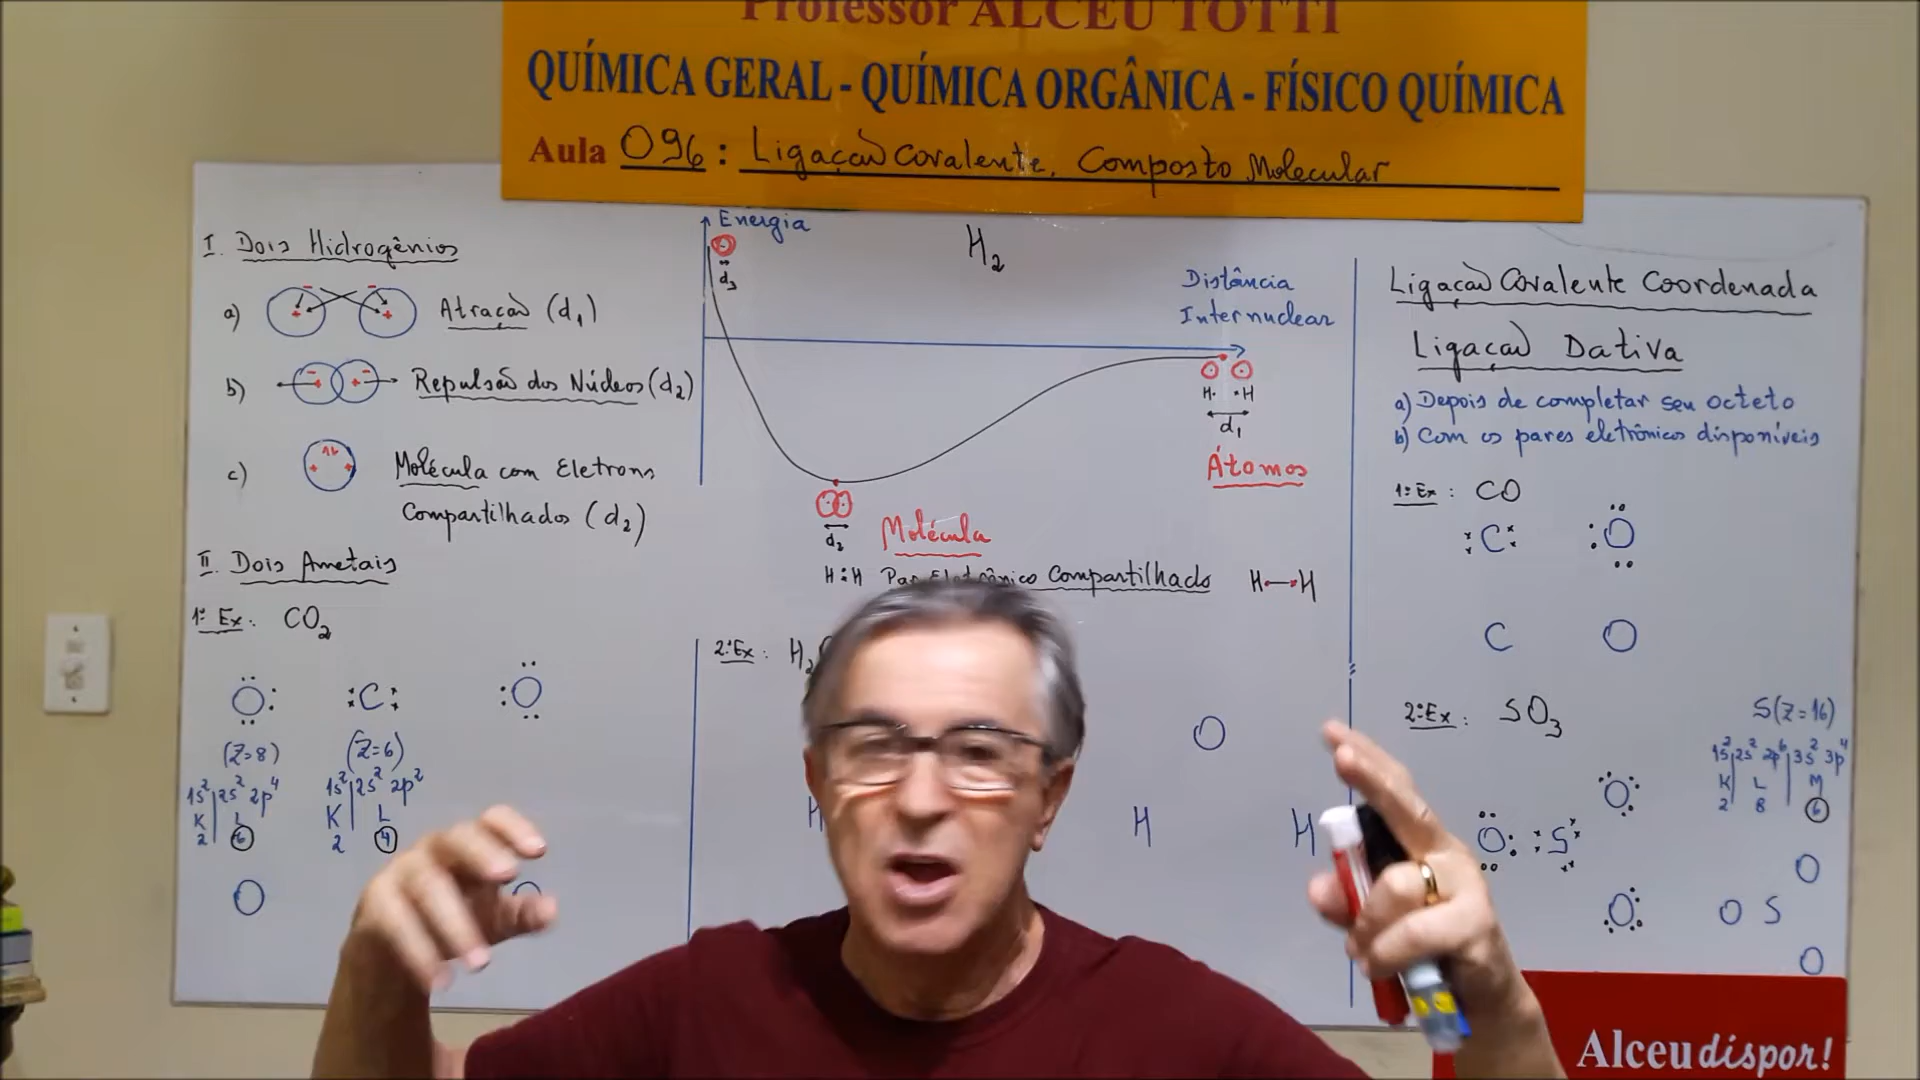 Professor ALCEU TOTTI
QUÍMICA GERAL - QUÍMICA ORGÂNICA - FÍSICO QUÍMICA
Aula 096: Ligação Covalente. Composto Molecular
I. Dois Hidrogênios
a) Atração (d1)
b) Repulsão dos Núcleos (d2)
c) Molécula com Eletrons
Compartilhados (d2)
II. Dois Ametais
1º Ex: CO2
O C O
(Z=8) (Z=6)
1s² 2s² 2p⁴ 1s² 2s² 2p²
K L K L
2 6 2 4
O
Energia
H2
d3
Distância
Internuclear
H. .H
d1
Átomos
d2 Molécula
H:H Par Eletrônico Compartilhado H—H
2º Ex: H2
O
H H H
Ligação Covalente Coordenada
Ligação Dativa
a) Depois de completar seu octeto
b) Com os pares eletrônicos disponíveis
1º Ex: CO
C O
C O
2º Ex: SO3 S(Z=16)
1s² 2s² 2p⁶ 3s² 3p⁴
K L M
2 8 6
O
O S
O
O
O S
O
Alceu dispor!